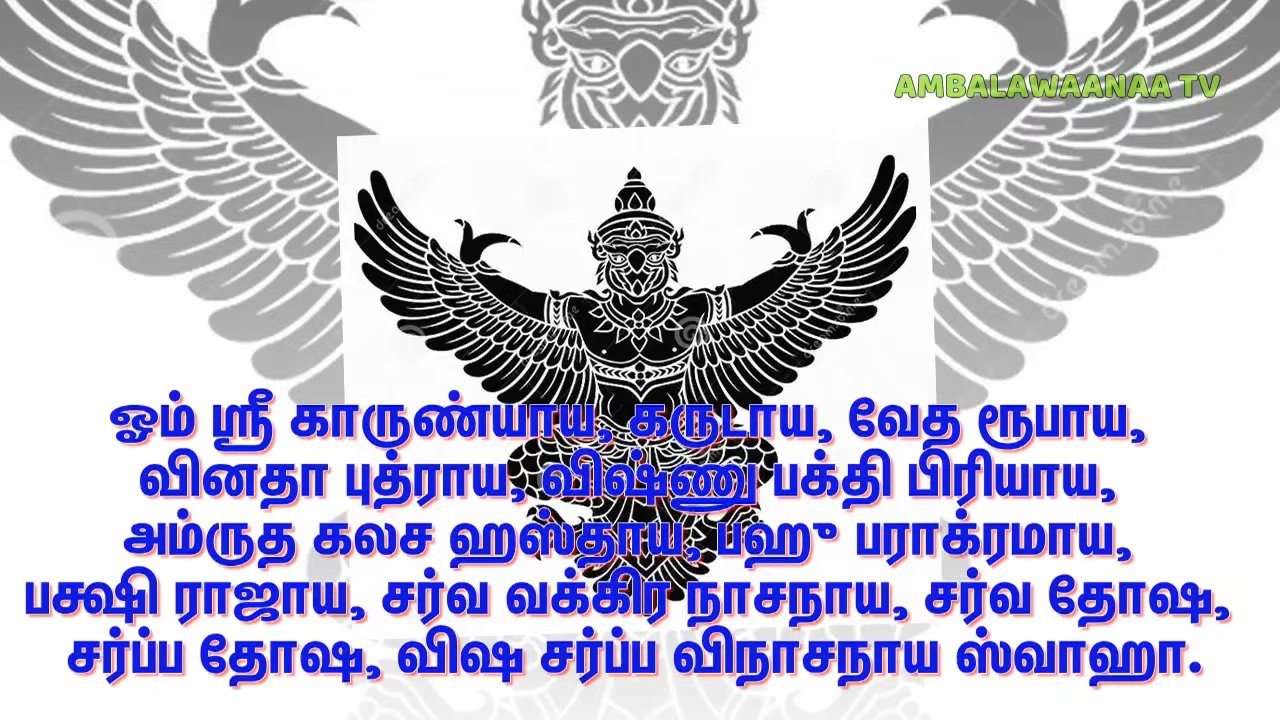 AMBALAWAANAA TV
ஓம் ஸ்ரீ காருண்யாய, கருடாய, வேத ரூபாய,
வினதா புத்ராய, விஷ்ணு பக்தி பிரியாய,
அம்ருத கலச ஹஸ்தாய, பஹு பராக்ரமாய,
பக்ஷி ராஜாய, சர்வ வக்கிர நாசநாய, சர்வ தோஷ,
சர்ப்ப தோஷ, விஷ சர்ப்ப விநாசநாய ஸ்வாஹா.